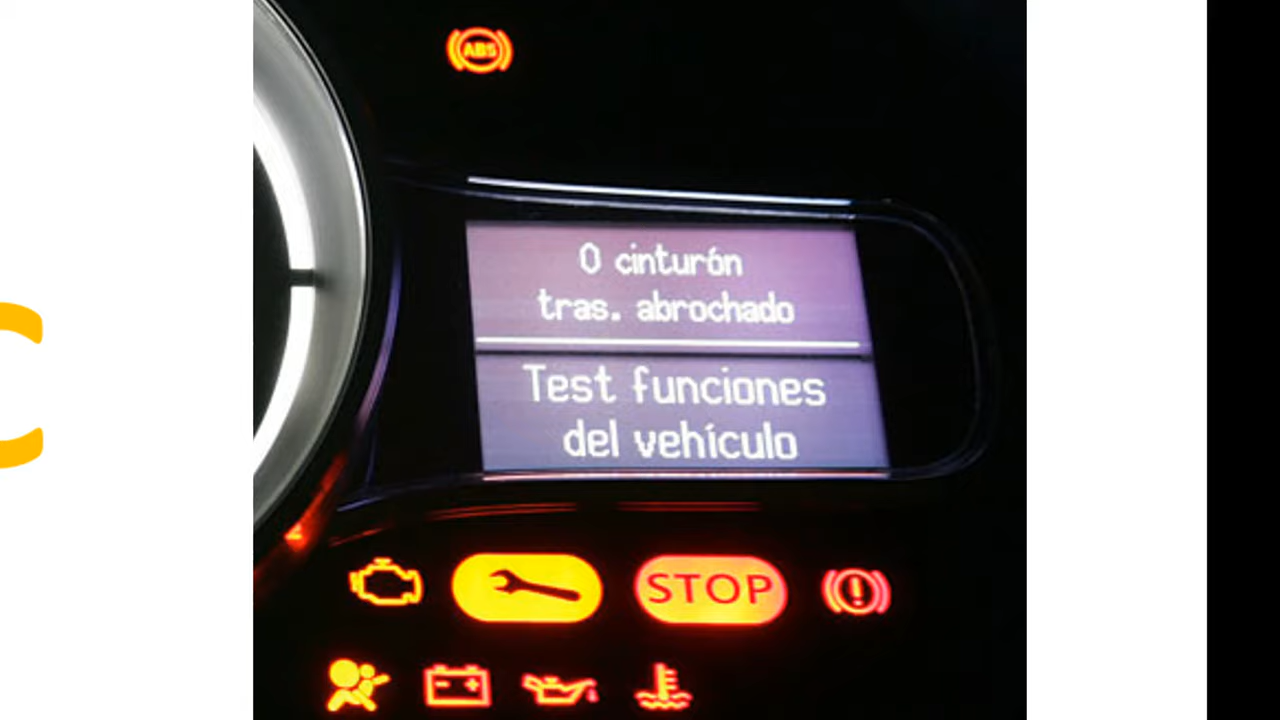 C
ABS
0 cinturón
tras. abrochado
Test funciones
del vehículo
STOP